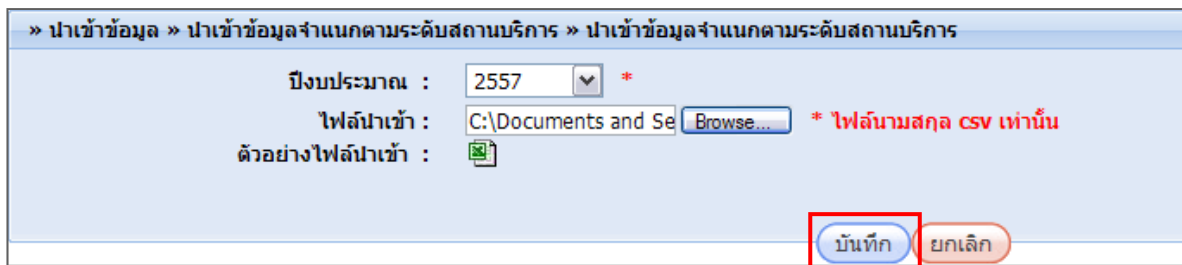 » นำเข้าข้อมูล » นำเข้าข้อมูลจำแนกตามระดับสถานบริการ » นำเข้าข้อมูลจำแนกตามระดับสถานบริการ
ปีงบประมาณ : 2557 *
ไฟล์นำเข้า : C:\Documents and Se Browse... * ไฟล์นามสกุล csv เท่านั้น
ตัวอย่างไฟล์นำเข้า :
บันทึก ยกเลิก